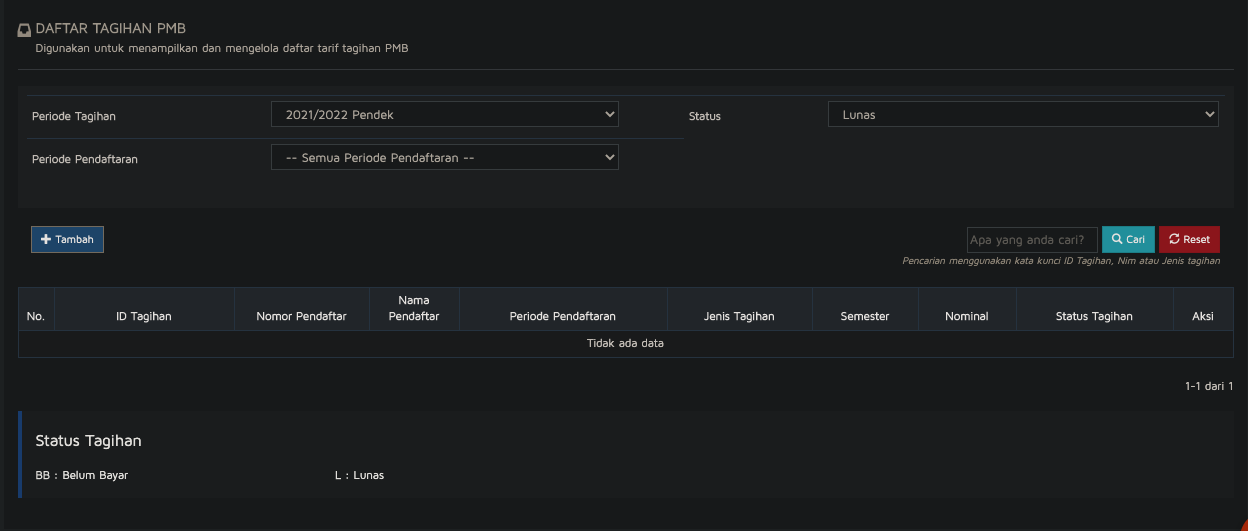 DAFTAR TAGIHAN PMB
Digunakan untuk menampilkan dan mengelola daftar tarif tagihan PMB
Periode Tagihan 2021/2022 Pendek Status Lunas
Periode Pendaftaran -- Semua Periode Pendaftaran --
Tambah Apa yang anda cari? Cari Reset
Pencarian menggunakan kata kunci ID Tagihan, Nim atau Jenis tagihan
No. ID Tagihan Nomor Pendaftar Nama Pendaftar Periode Pendaftaran Jenis Tagihan Semester Nominal Status Tagihan Aksi
Tidak ada data
1-1 dari 1
Status Tagihan
BB : Belum Bayar L : Lunas